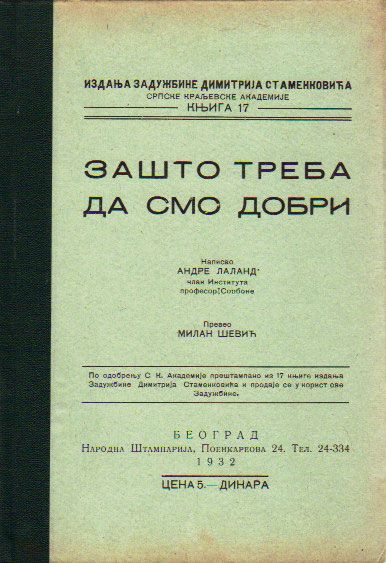 ИЗДАЊА ЗАДУЖБИНЕ ДИМИТРИЈА СТАМЕНКОВИЋА
СРПСКЕ КРАЉЕВСКЕ АКАДЕМИЈЕ
КЊИГА 17
ЗАШТО ТРЕБА
ДА СМО ДОБРИ
Написао
АНДРЕ ЛАЛАНД
члан Института
професор Сорбоне
Превео
МИЛАН ШЕВИЋ
По одобрењу С. К. Академије прештампано из 17 књиге издања
Задужбине Димитрија Стаменковића и продаје се у корист ове
Задужбине.
БЕОГРАД
Народна Штампарија, Поенкареова 24. Тел. 24-334
1932
ЦЕНА 5.— ДИНАРА